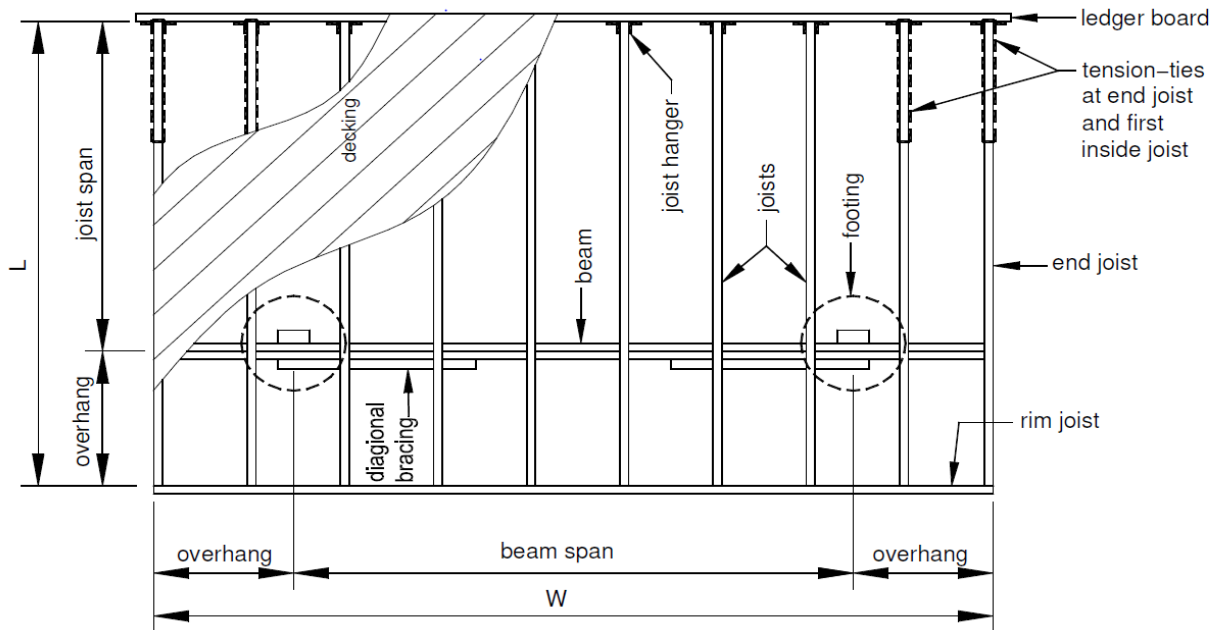 ledger board
tension-ties
at end joist
and first
inside joist
decking
joist hanger
joists
footing
joist span
L
beam
end joist
overhang
diagional
bracing
rim joist
overhang
beam span
overhang
W